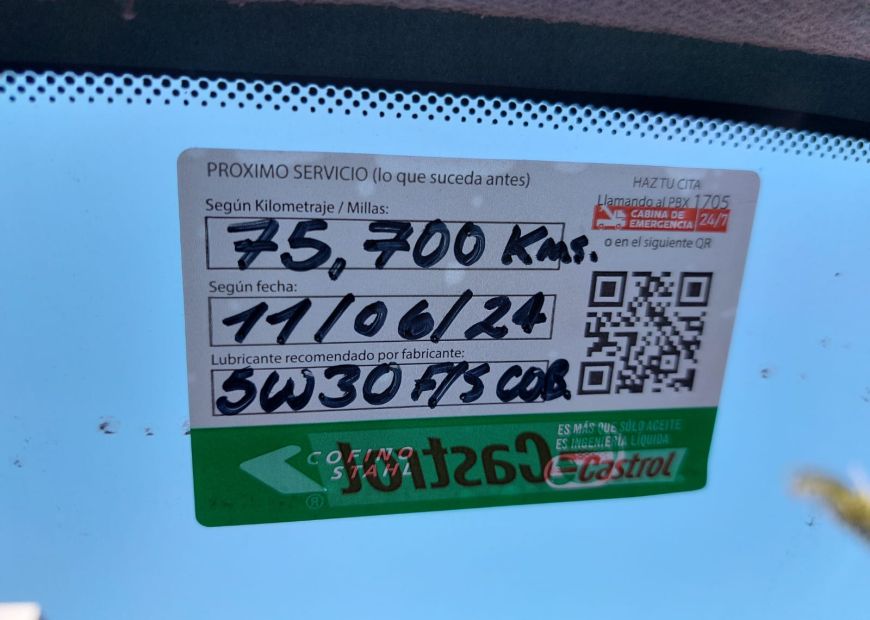 PROXIMO SERVICIO (lo que suceda antes)
Según Kilometraje / Millas:
75,700 Kms.
Según fecha:
11/06/24
Lubricante recomendado por fabricante:
5W30 F/S COB.
HAZ TU CITA
Llamando al PBX 1705
CABINA DE
EMERGENCIA 24/7
o en el siguiente QR
ES MÁS QUE SÓLO ACEITE
ES INGENIERÍA LÍQUIDA
COFINO
STAHL
®
Castrol
Castrol